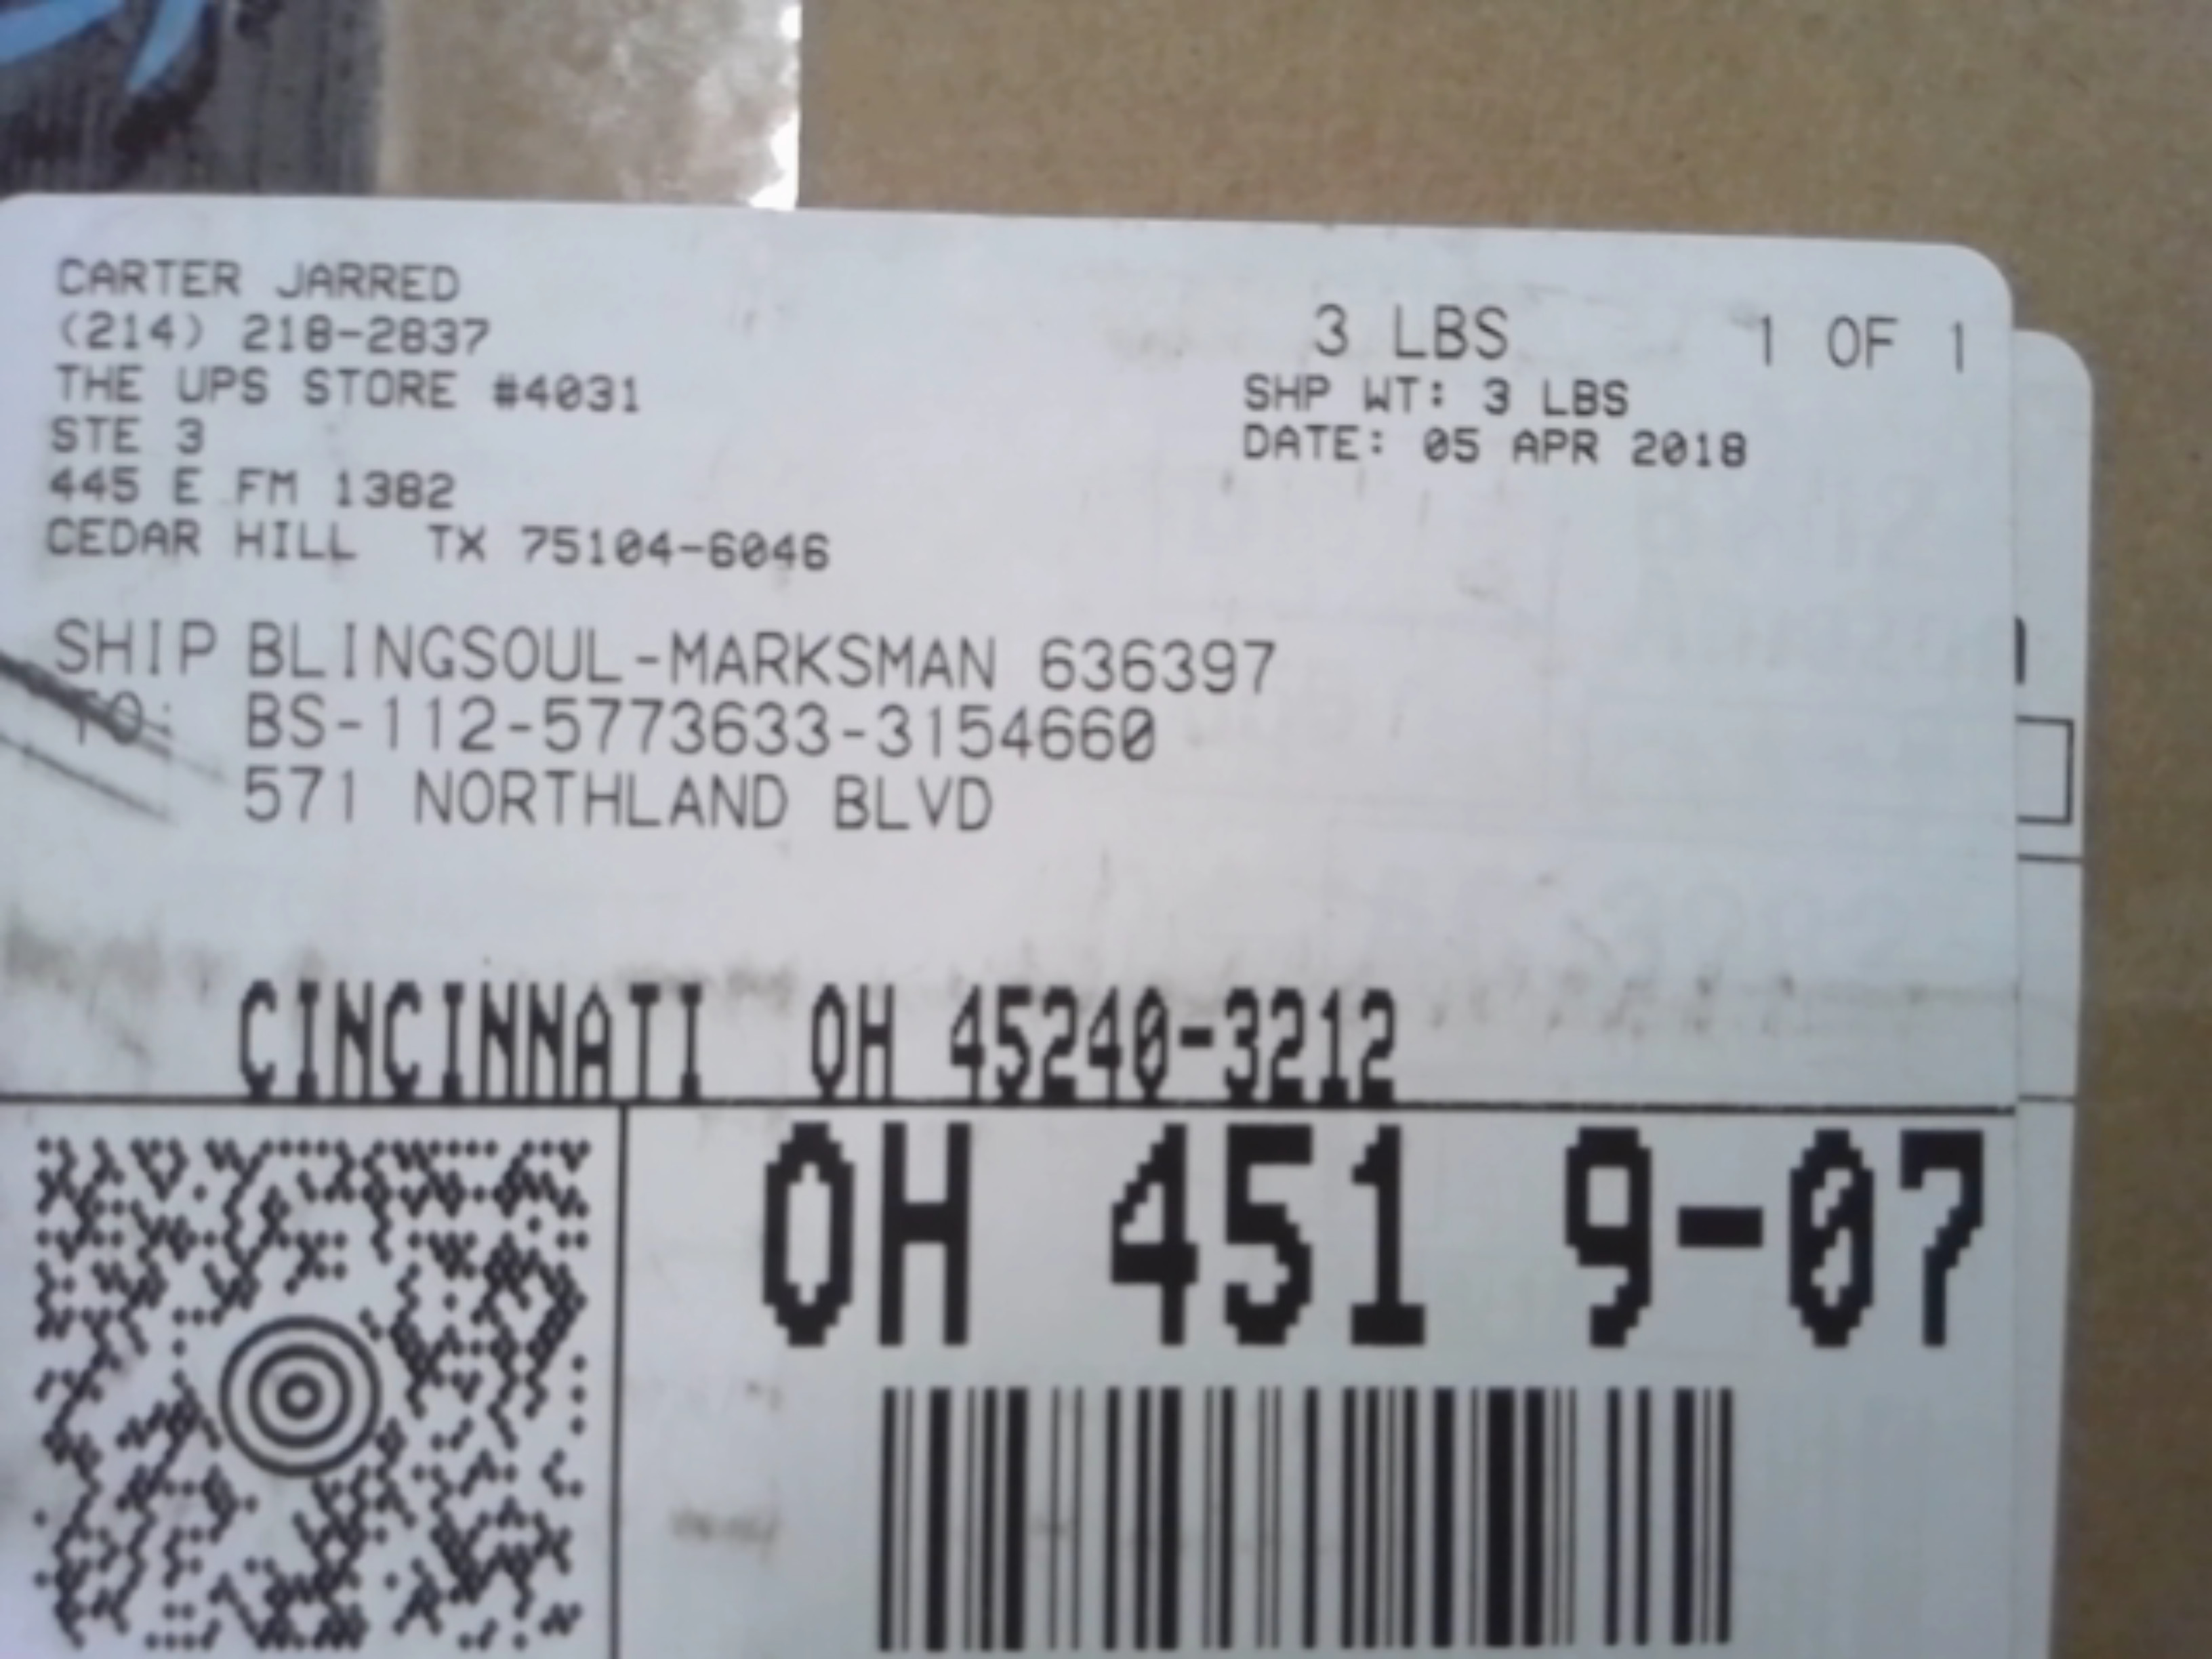 CARTER JARRED
(214) 218-2837
THE UPS STORE #4031
STE 3
445 E FM 1382
CEDAR HILL TX 75104-6046
3 LBS 1 OF 1
SHP WT: 3 LBS
DATE: 05 APR 2018
SHIP BLINGSOUL-MARKSMAN 636397
TO: BS-112-5773633-3154660
571 NORTHLAND BLVD
CINCINNATI OH 45240-3212
OH 451 9-07